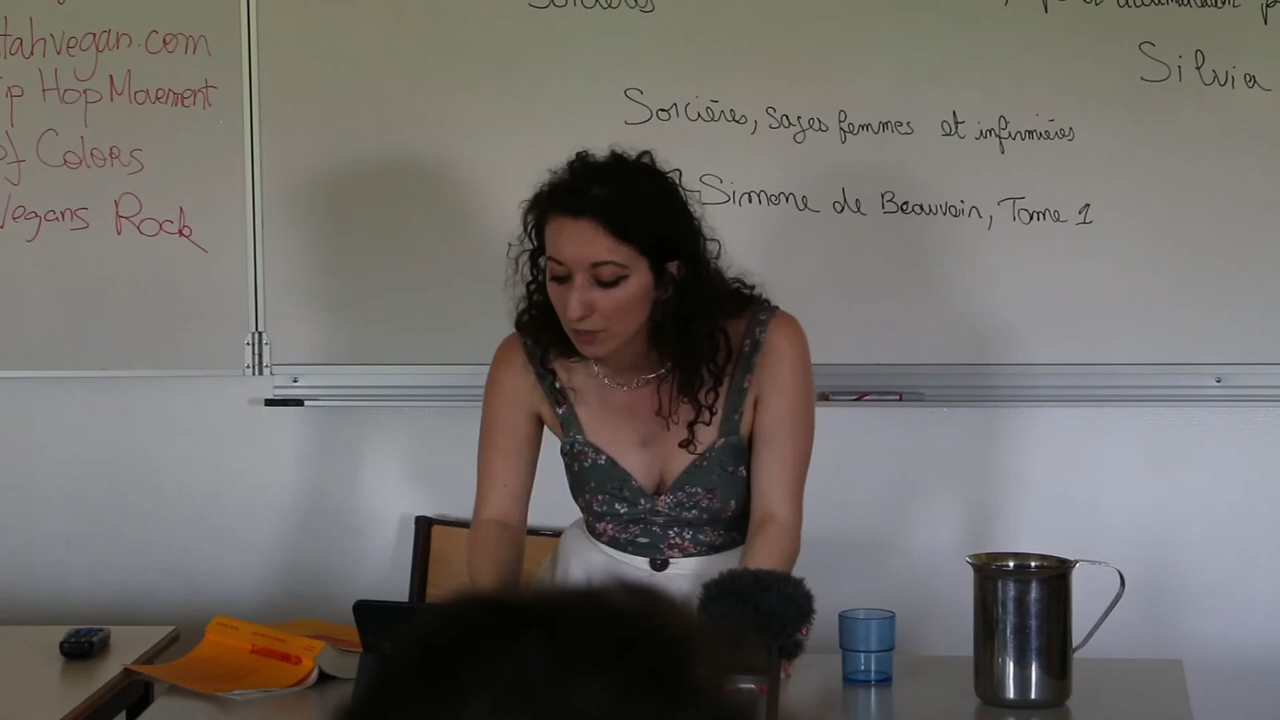 tahvegan.com
ip Hop Movement
of Colors
Vegans Rock
Sorcières
Silvia
Sorcières, sages femmes et infirmières
Simone de Beauvoir, Tome 1